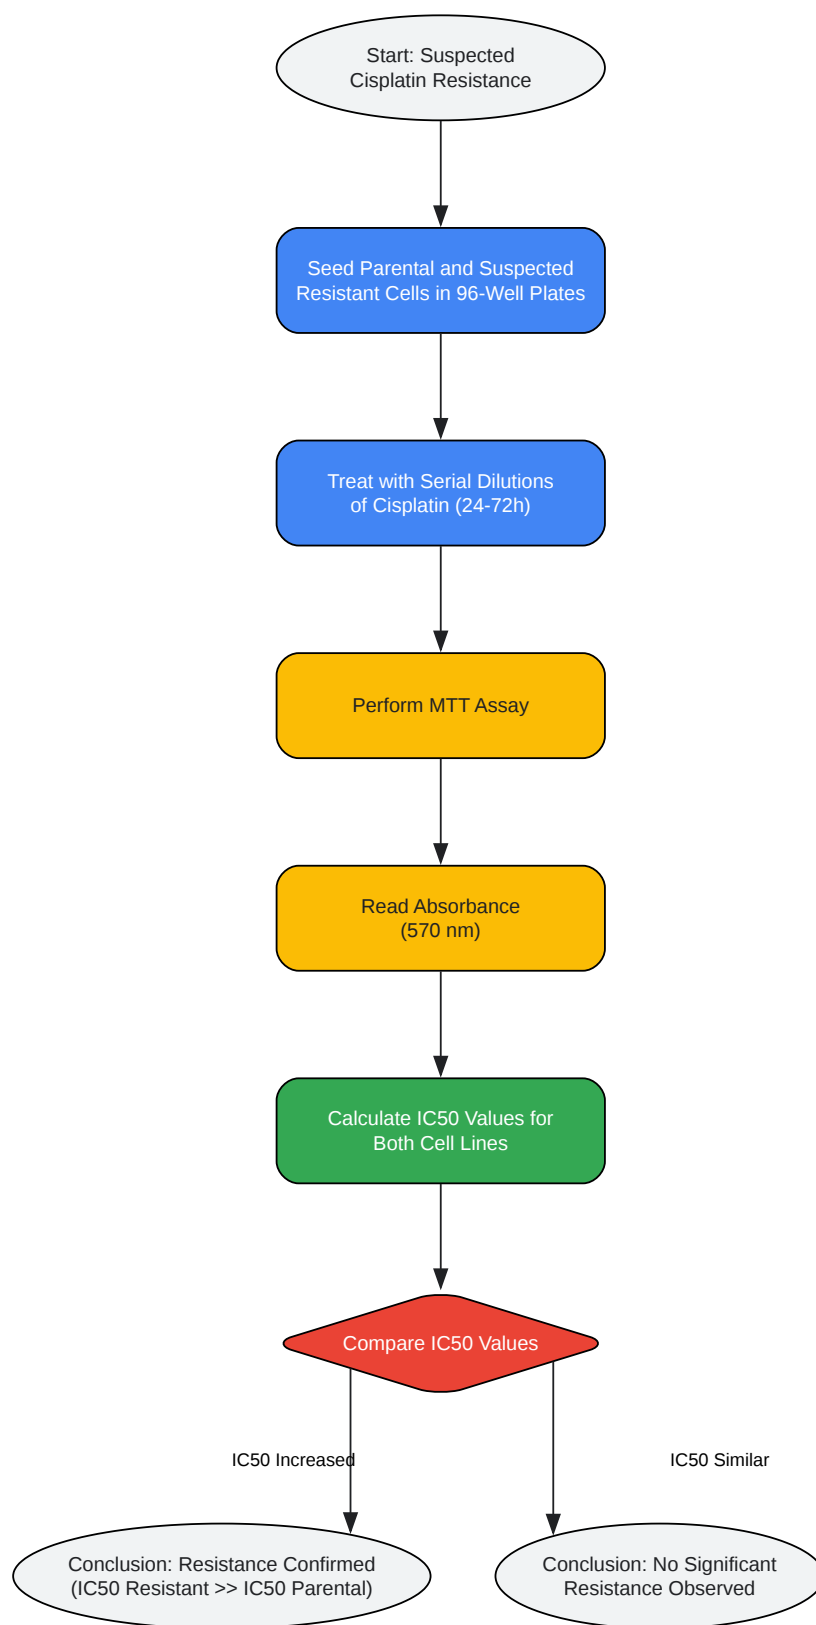 Start: Suspected
Cisplatin Resistance
Seed Parental and Suspected
Resistant Cells in 96-Well Plates
Treat with Serial Dilutions
of Cisplatin (24-72h)
Perform MTT Assay
Read Absorbance
(570 nm)
Calculate IC50 Values for
Both Cell Lines
Compare IC50 Values
IC50 Increased
IC50 Similar
Conclusion: Resistance Confirmed
(IC50 Resistant >> IC50 Parental)
Conclusion: No Significant
Resistance Observed